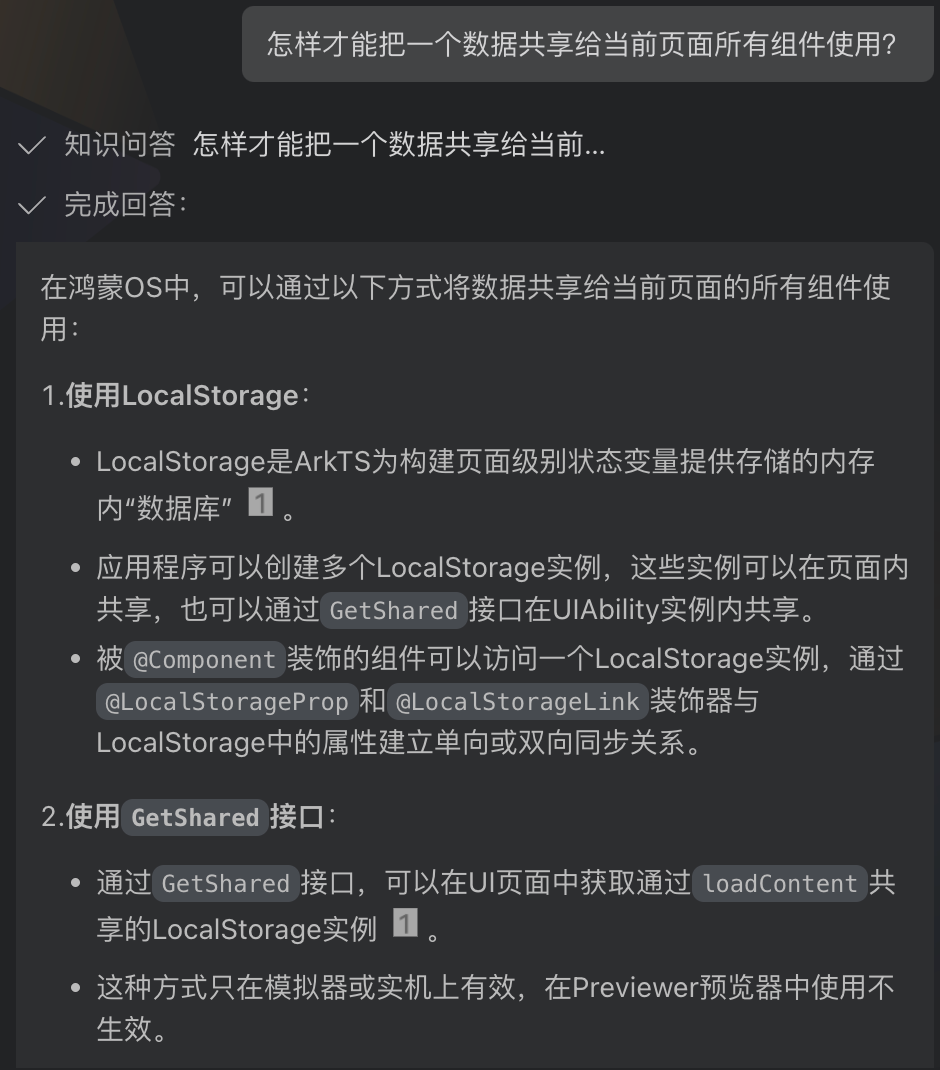 怎样才能把一个数据共享给当前页面所有组件使用?
知识问答 怎样才能把一个数据共享给当前...
完成回答：
在鸿蒙OS中，可以通过以下方式将数据共享给当前页面的所有组件使
用：
1.使用LocalStorage：
• LocalStorage是ArkTS为构建页面级别状态变量提供存储的内存
内“数据库” 1 。
• 应用程序可以创建多个LocalStorage实例，这些实例可以在页面内
共享，也可以通过GetShared接口在UIAbility实例内共享。
• 被@Component装饰的组件可以访问一个LocalStorage实例，通过
@LocalStorageProp和@LocalStorageLink装饰器与
LocalStorage中的属性建立单向或双向同步关系。
2.使用GetShared接口：
• 通过GetShared接口，可以在UI页面中获取通过loadContent共
享的LocalStorage实例 1 。
• 这种方式只在模拟器或实机上有效，在Previewer预览器中使用不
生效。